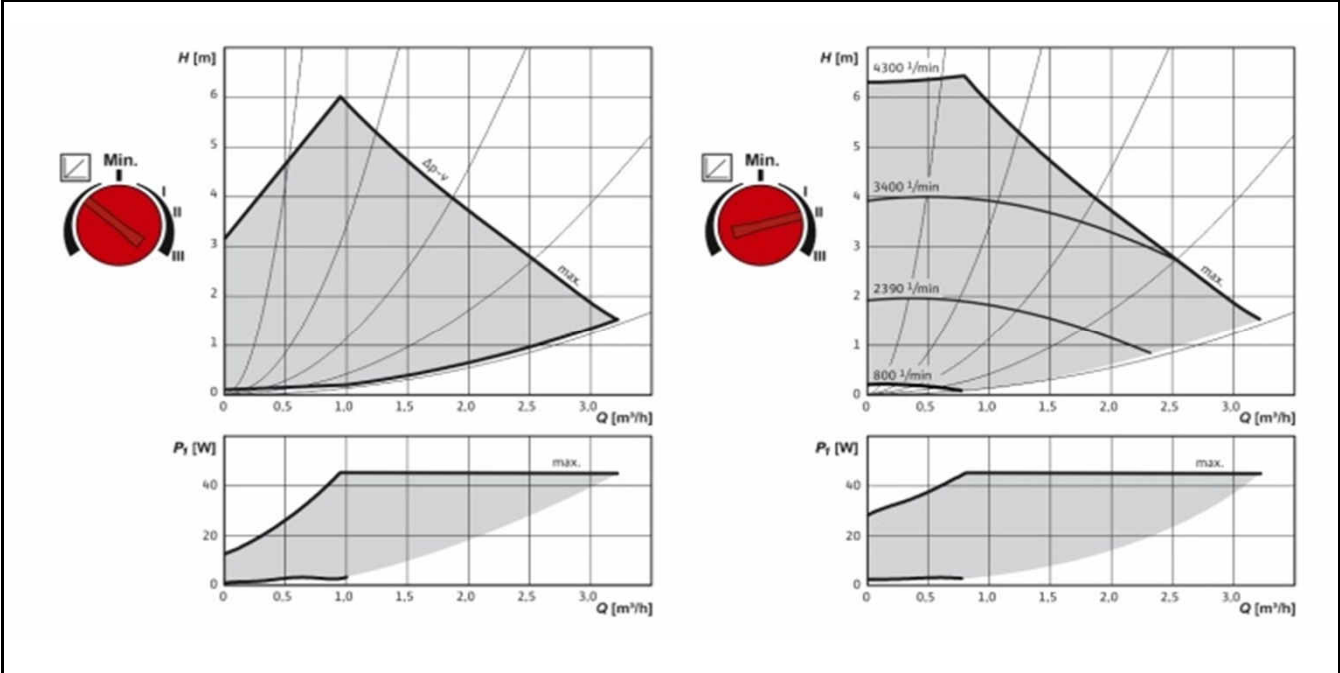 H [m]
6
5
4
3
2
1
0
0 0,5 1,0 1,5 2,0 2,5 3,0
Q [m³/h]
Δp-v
max.
Min.
I
II
III
P₁ [W]
max.
40
20
0
0 0,5 1,0 1,5 2,0 2,5 3,0
Q [m³/h]
H [m]
4300 ¹/min
6
5
3400 ¹/min
4
3
2390 ¹/min
2
1
800 ¹/min
0
0 0,5 1,0 1,5 2,0 2,5 3,0
Q [m³/h]
max.
Min.
I
II
III
P₁ [W]
max.
40
20
0
0 0,5 1,0 1,5 2,0 2,5 3,0
Q [m³/h]